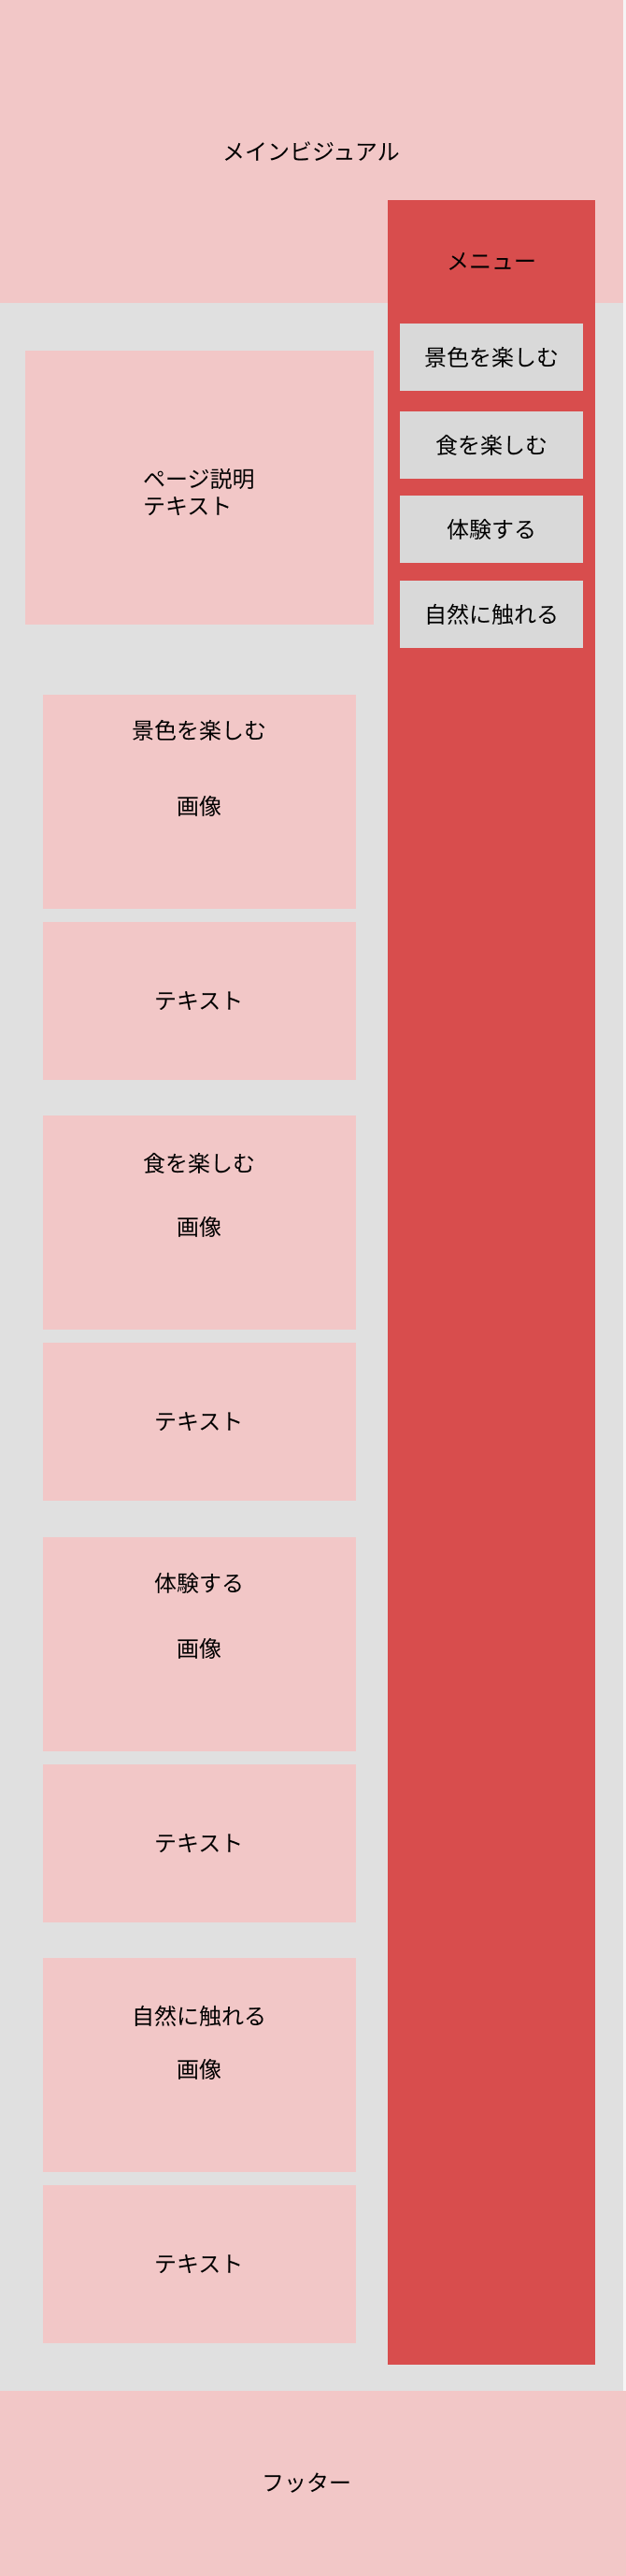 メインビジュアル
メニュー
景色を楽しむ
食を楽しむ
体験する
自然に触れる
ページ説明
テキスト
景色を楽しむ
画像
テキスト
食を楽しむ
画像
テキスト
体験する
画像
テキスト
自然に触れる
画像
テキスト
フッター